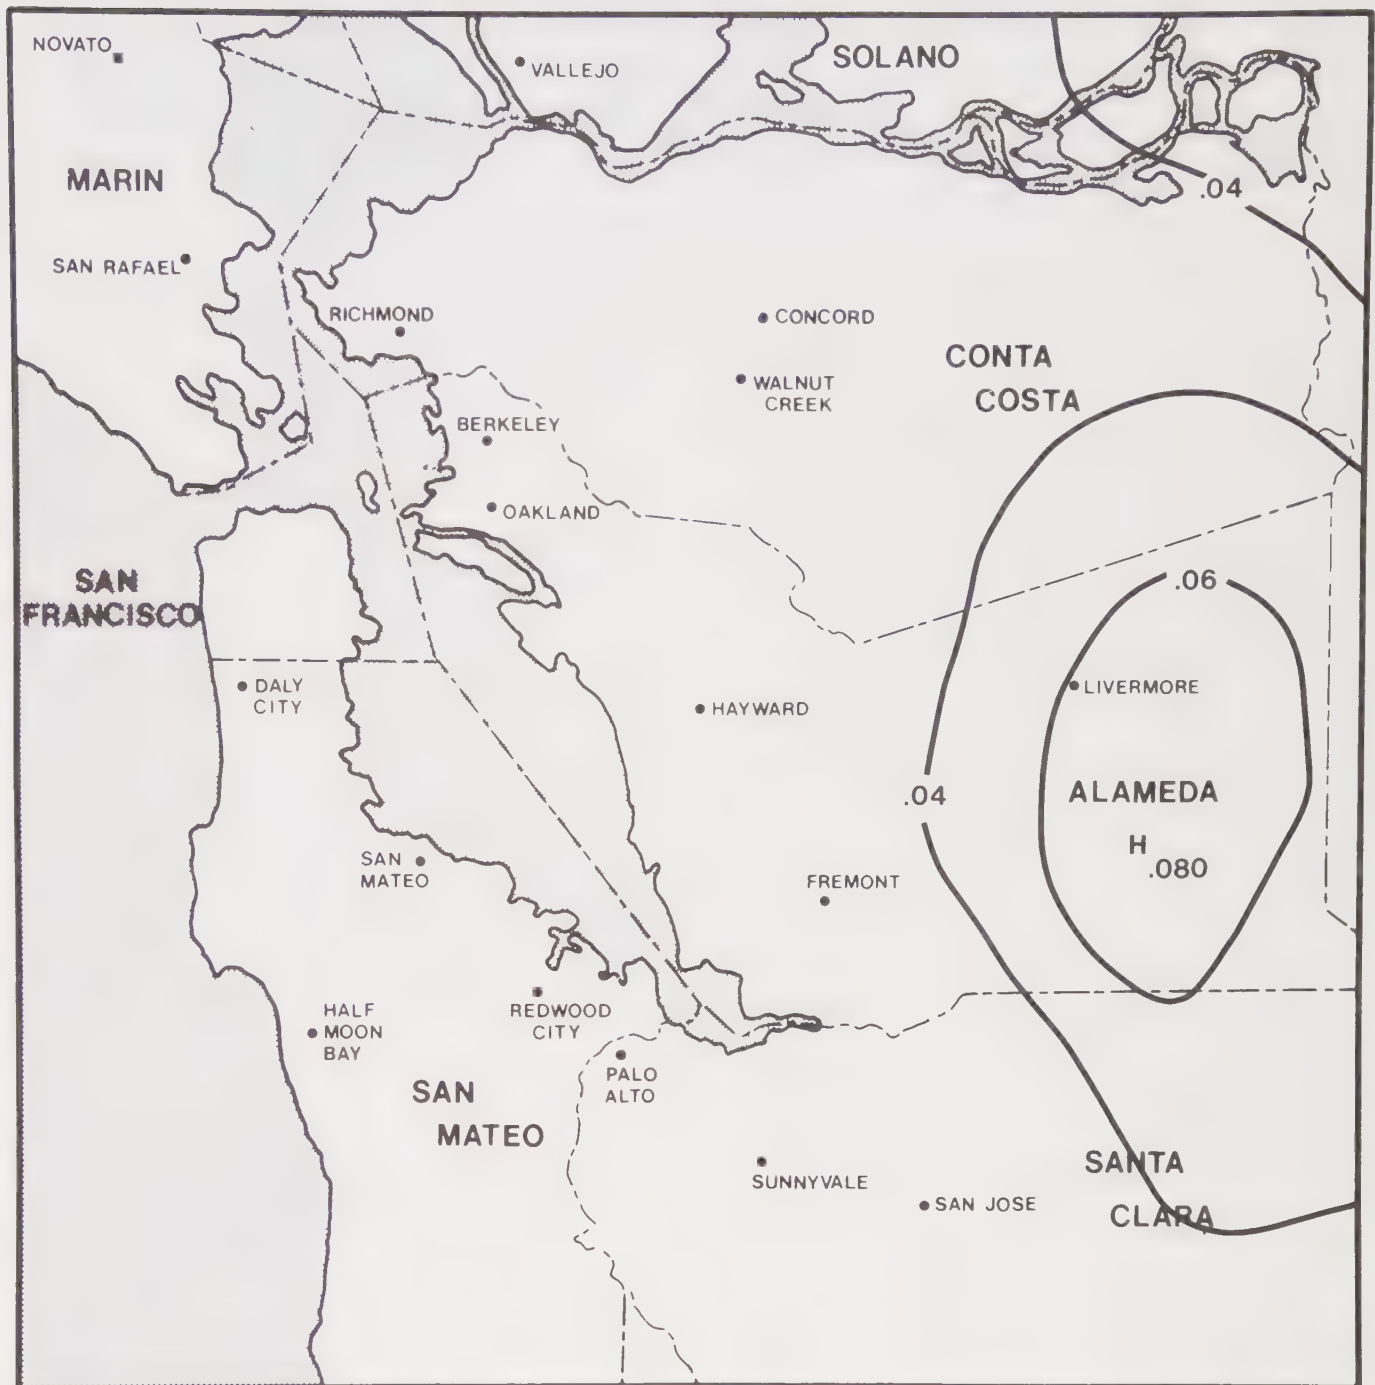 NOVATO
VALLEJO
SOLANO
MARIN
.04
SAN RAFAEL
RICHMOND
CONCORD
CONTA
COSTA
WALNUT
CREEK
BERKELEY
OAKLAND
SAN
FRANCISCO
.06
DALY
CITY
LIVERMORE
HAYWARD
.04
ALAMEDA
H
.080
SAN
MATEO
FREMONT
HALF
MOON
BAY
REDWOOD
CITY
PALO
ALTO
SAN
MATEO
SUNNYVALE
SANTA
CLARA
SAN JOSE